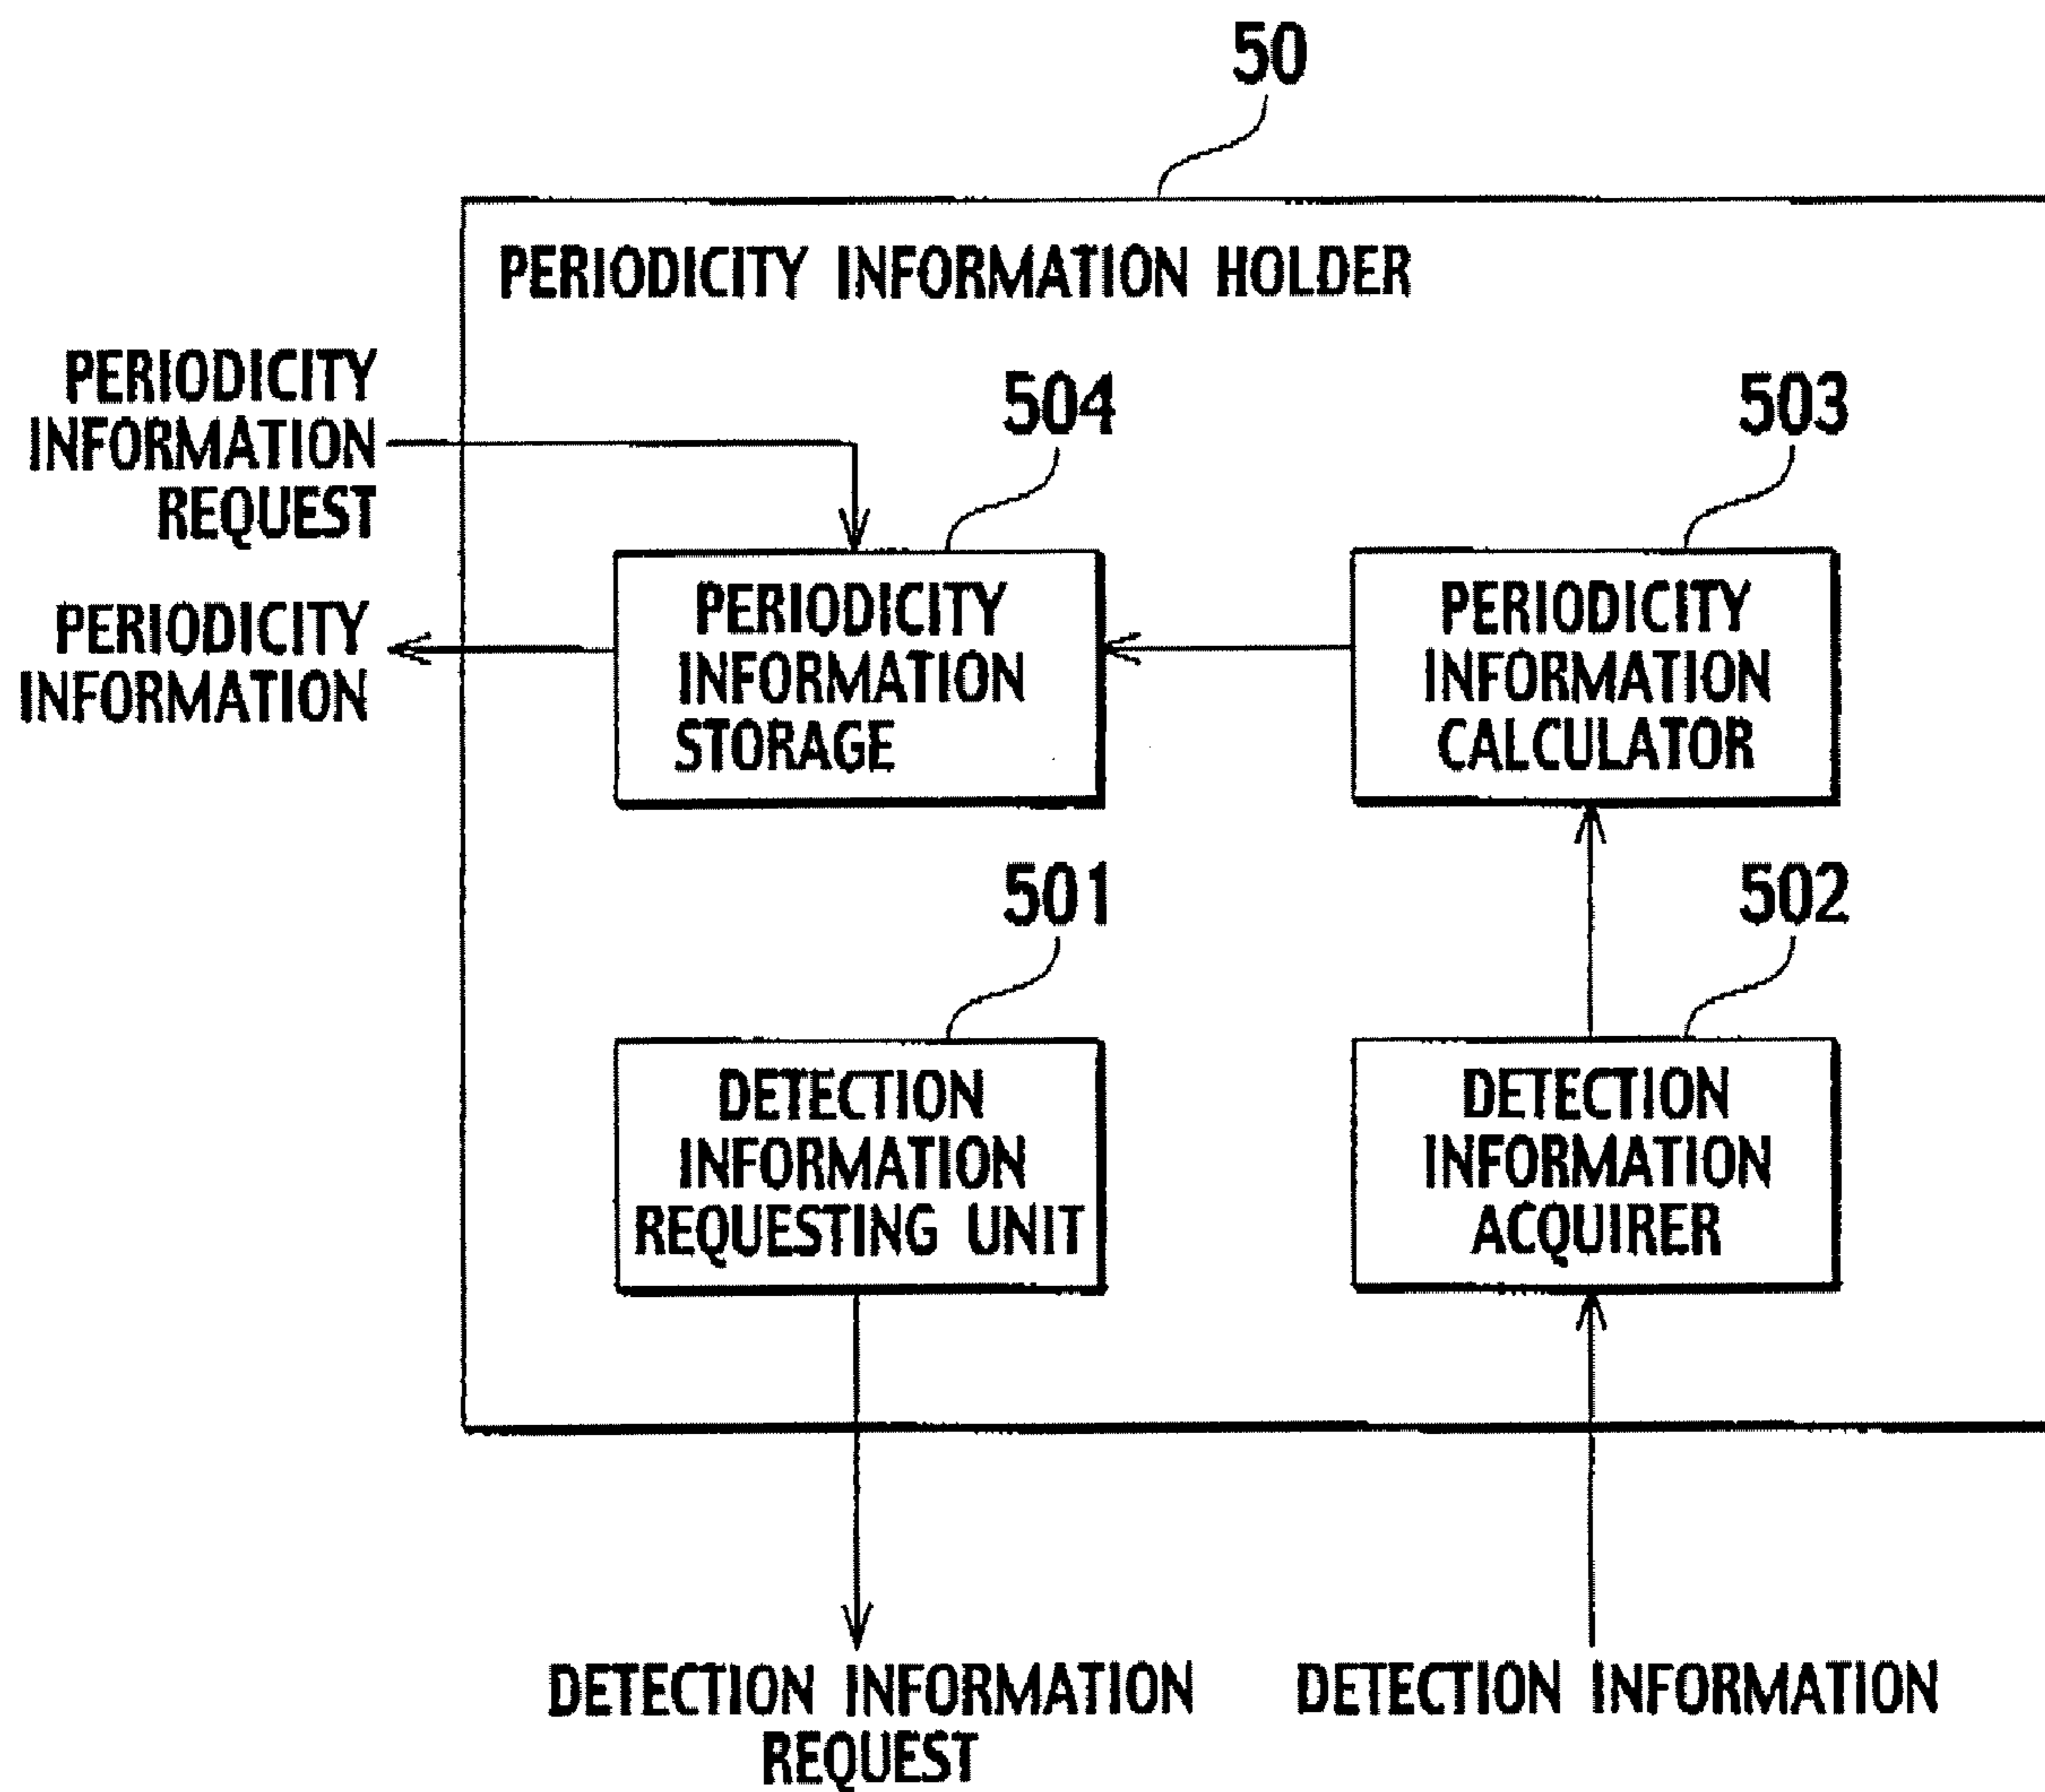 50
PERIODICITY INFORMATION HOLDER
PERIODICITY
INFORMATION
REQUEST
504
503
PERIODICITY
INFORMATION
PERIODICITY
INFORMATION
STORAGE
PERIODICITY
INFORMATION
CALCULATOR
501
502
DETECTION
INFORMATION
REQUESTING UNIT
DETECTION
INFORMATION
ACQUIRER
DETECTION INFORMATION
REQUEST
DETECTION INFORMATION